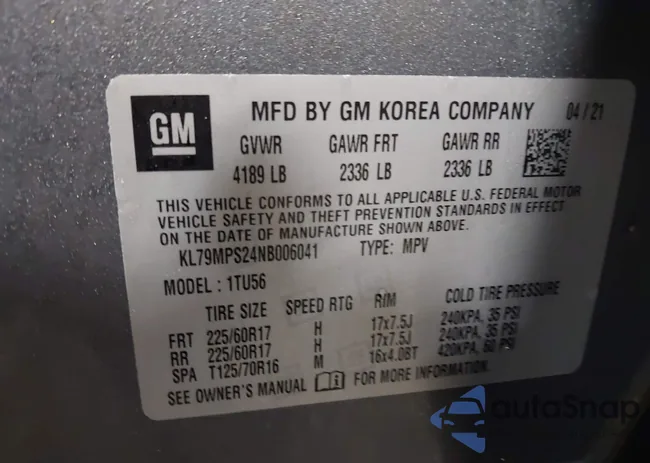 GM MFD BY GM KOREA COMPANY 04/21
GVWR GAWR FRT GAWR RR
4189 LB 2336 LB 2336 LB
THIS VEHICLE CONFORMS TO ALL APPLICABLE U.S. FEDERAL MOTOR
VEHICLE SAFETY AND THEFT PREVENTION STANDARDS IN EFFECT
ON THE DATE OF MANUFACTURE SHOWN ABOVE.
KL79MPS24NB006041 TYPE: MPV
MODEL : 1TU56
TIRE SIZE SPEED RTG RIM COLD TIRE PRESSURE
FRT 225/60R17 H 17x7.5J 240KPA, 35 PSI
RR 225/60R17 H 17x7.5J 240KPA, 35 PSI
SPA T125/70R16 M 16x4.0BT 420KPA, 60 PSI
SEE OWNER'S MANUAL FOR MORE INFORMATION.
autoSnap